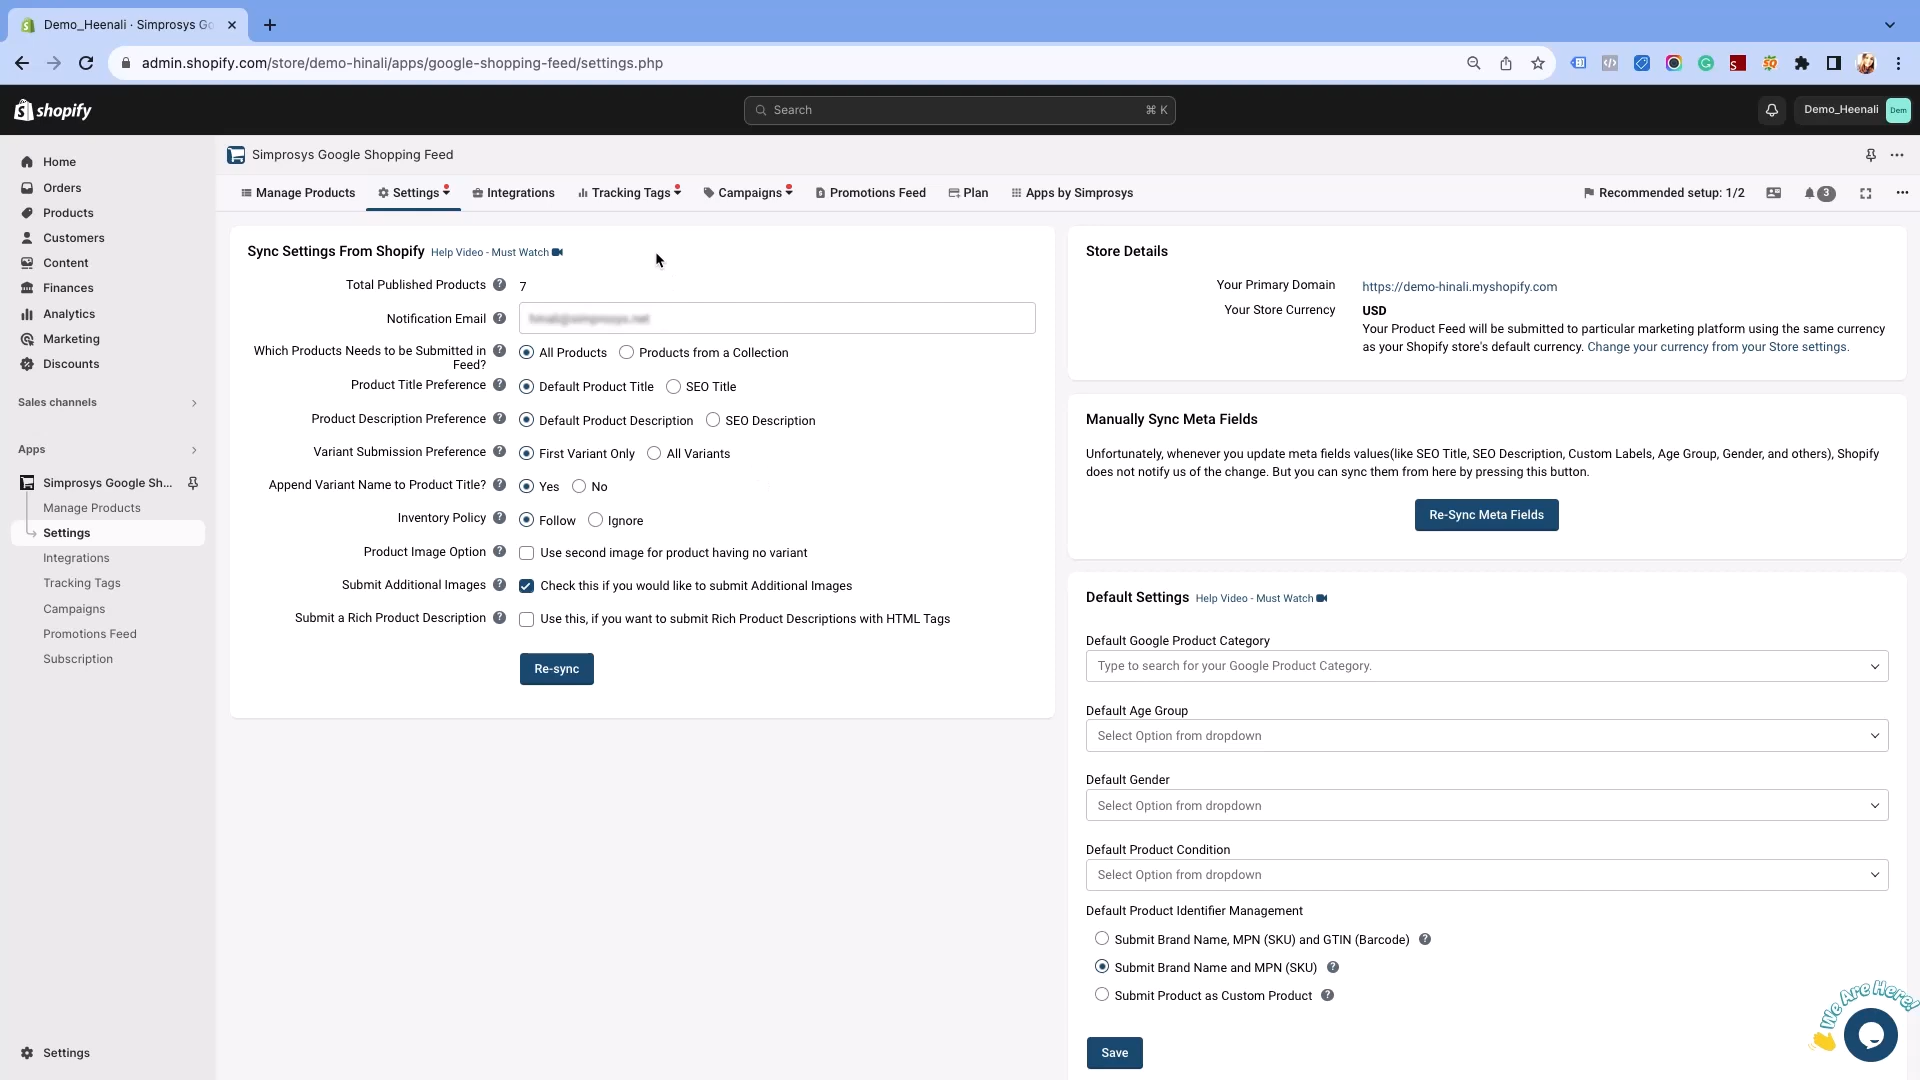 Demo_Heenali · Simprosys Go
admin.shopify.com/store/demo-hinali/apps/google-shopping-feed/settings.php
shopify
Search
⌘ K
Demo_Heenali
Dem
Home
Orders
Products
Customers
Content
Finances
Analytics
Marketing
Discounts
Sales channels
Apps
Simprosys Google Sh...
Manage Products
Settings
Integrations
Tracking Tags
Campaigns
Promotions Feed
Subscription
Settings
Simprosys Google Shopping Feed
Manage Products
Settings
Integrations
Tracking Tags
Campaigns
Promotions Feed
Plan
Apps by Simprosys
Recommended setup: 1/2
3
Sync Settings From Shopify Help Video - Must Watch
Total Published Products 7
Notification Email
Which Products Needs to be Submitted in
Feed?
All Products Products from a Collection
Product Title Preference Default Product Title SEO Title
Product Description Preference Default Product Description SEO Description
Variant Submission Preference First Variant Only All Variants
Append Variant Name to Product Title? Yes No
Inventory Policy Follow Ignore
Product Image Option Use second image for product having no variant
Submit Additional Images Check this if you would like to submit Additional Images
Submit a Rich Product Description Use this, if you want to submit Rich Product Descriptions with HTML Tags
Re-sync
Store Details
Your Primary Domain https://demo-hinali.myshopify.com
Your Store Currency USD
Your Product Feed will be submitted to particular marketing platform using the same currency
as your Shopify store's default currency. Change your currency from your Store settings.
Manually Sync Meta Fields
Unfortunately, whenever you update meta fields values(like SEO Title, SEO Description, Custom Labels, Age Group, Gender, and others), Shopify
does not notify us of the change. But you can sync them from here by pressing this button.
Re-Sync Meta Fields
Default Settings Help Video - Must Watch
Default Google Product Category
Type to search for your Google Product Category.
Default Age Group
Select Option from dropdown
Default Gender
Select Option from dropdown
Default Product Condition
Select Option from dropdown
Default Product Identifier Management
Submit Brand Name, MPN (SKU) and GTIN (Barcode)
Submit Brand Name and MPN (SKU)
Submit Product as Custom Product
Save
We Are Here!